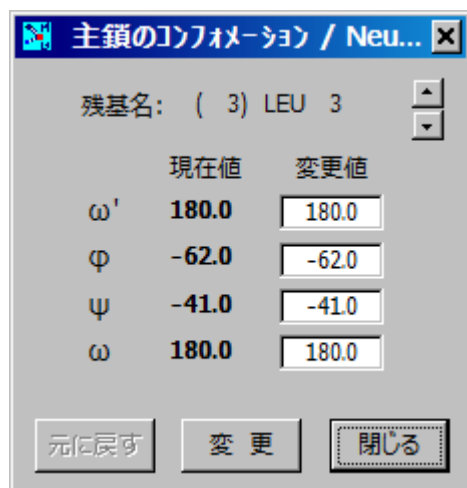 主鎖のコンフォメーション / Neu...
残基名: ( 3) LEU 3
現在値 変更値
ω' 180.0 180.0
φ -62.0 -62.0
ψ -41.0 -41.0
ω 180.0 180.0
元に戻す 変 更 閉じる